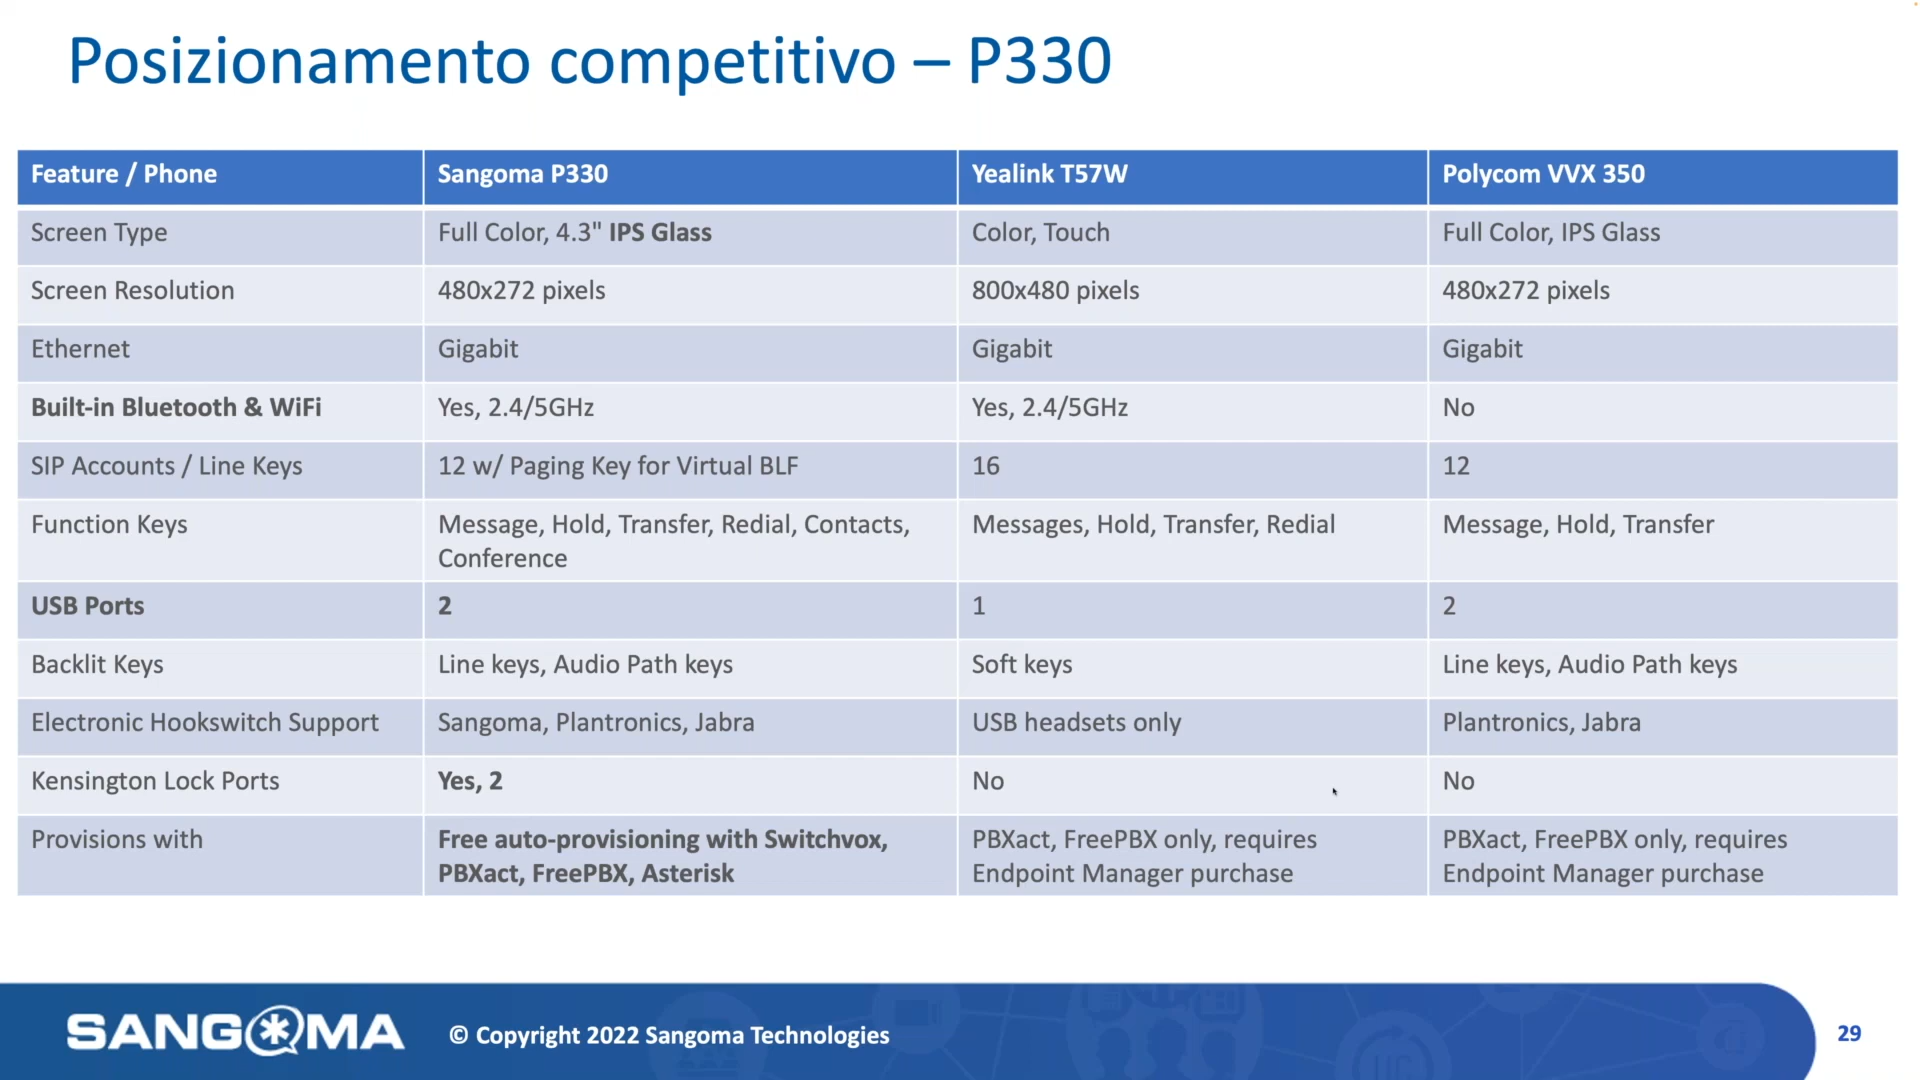 Posizionamento competitivo – P330
Feature / Phone
Sangoma P330
Yealink T57W
Polycom VVX 350
Screen Type
Full Color, 4.3" IPS Glass
Color, Touch
Full Color, IPS Glass
Screen Resolution
480x272 pixels
800x480 pixels
480x272 pixels
Ethernet
Gigabit
Gigabit
Gigabit
Built-in Bluetooth & WiFi
Yes, 2.4/5GHz
Yes, 2.4/5GHz
No
SIP Accounts / Line Keys
12 w/ Paging Key for Virtual BLF
16
12
Function Keys
Message, Hold, Transfer, Redial, Contacts,
Conference
Messages, Hold, Transfer, Redial
Message, Hold, Transfer
USB Ports
2
1
2
Backlit Keys
Line keys, Audio Path keys
Soft keys
Line keys, Audio Path keys
Electronic Hookswitch Support
Sangoma, Plantronics, Jabra
USB headsets only
Plantronics, Jabra
Kensington Lock Ports
Yes, 2
No
No
Provisions with
Free auto-provisioning with Switchvox,
PBXact, FreePBX, Asterisk
PBXact, FreePBX only, requires
Endpoint Manager purchase
PBXact, FreePBX only, requires
Endpoint Manager purchase
SANGOMA
© Copyright 2022 Sangoma Technologies
29